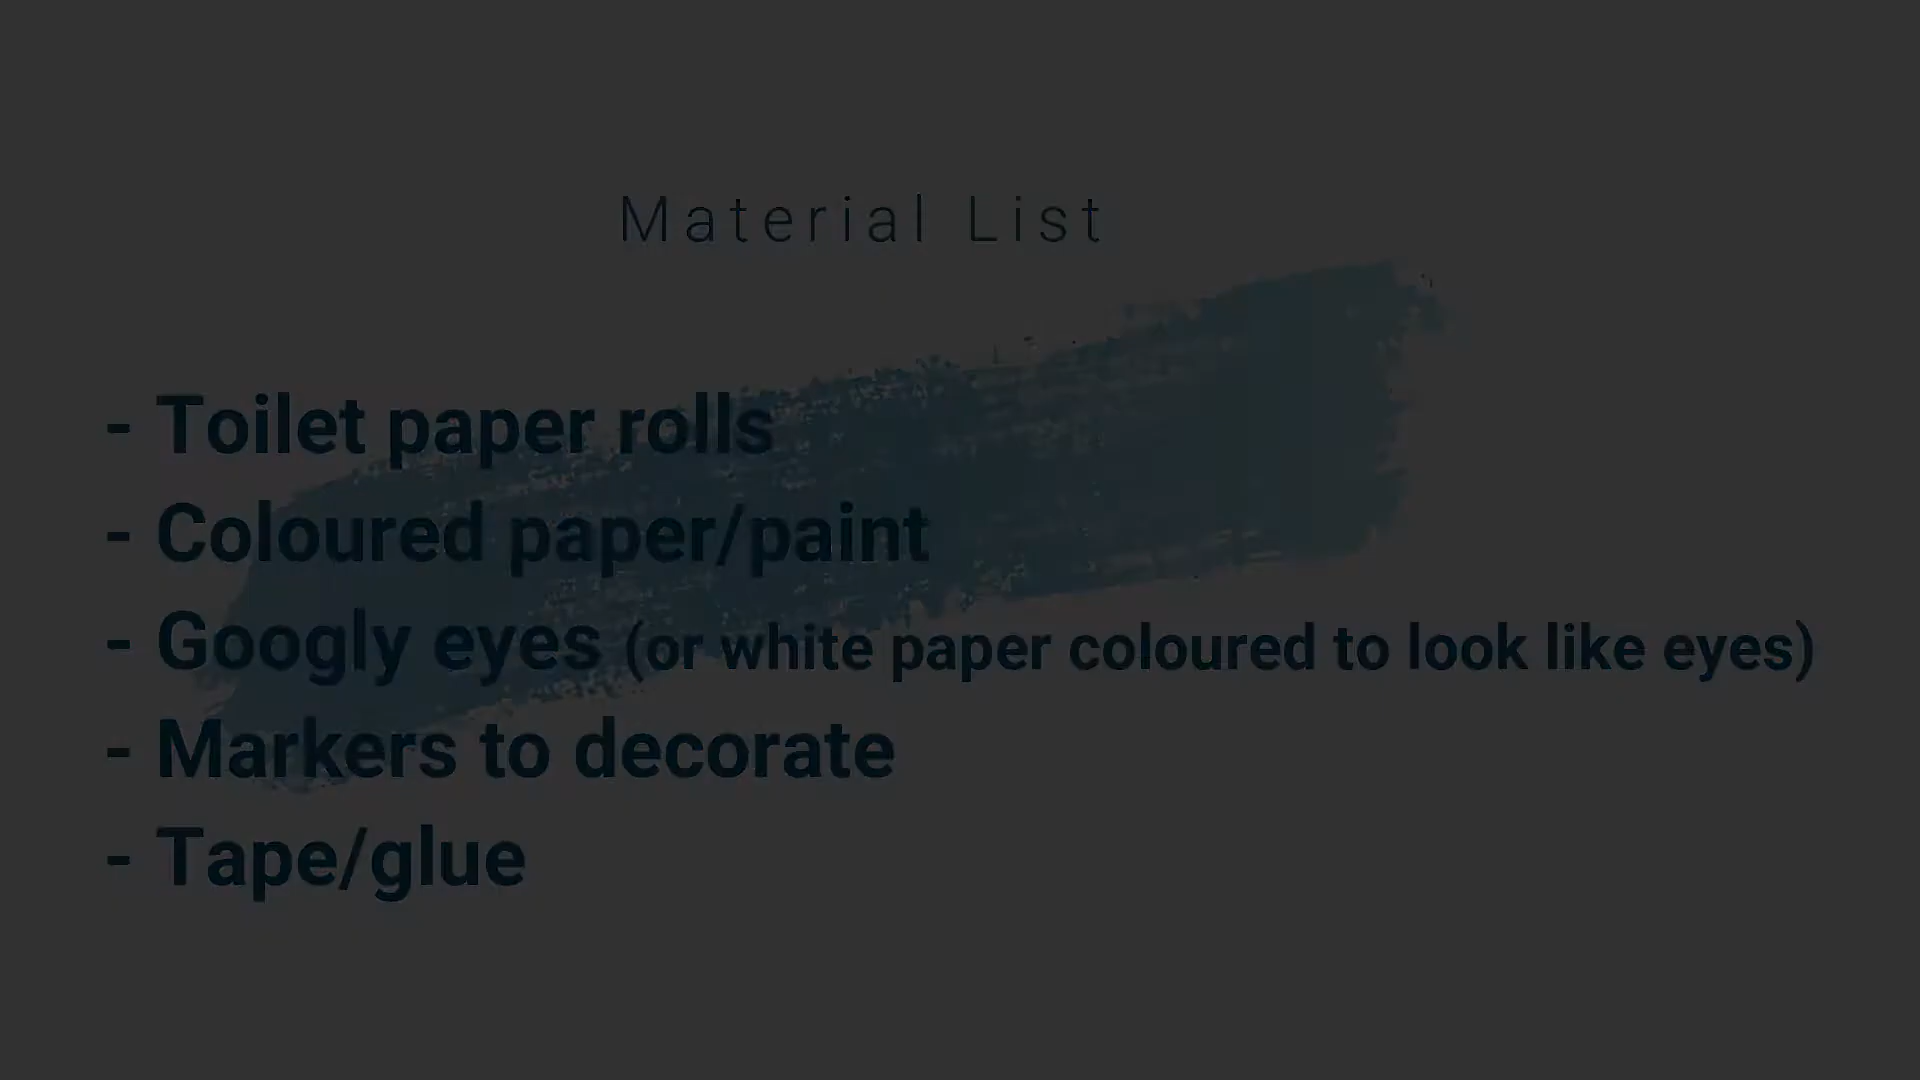 Material List
- Toilet paper rolls
- Coloured paper/paint
- Googly eyes (or white paper coloured to look like eyes)
- Markers to decorate
- Tape/glue